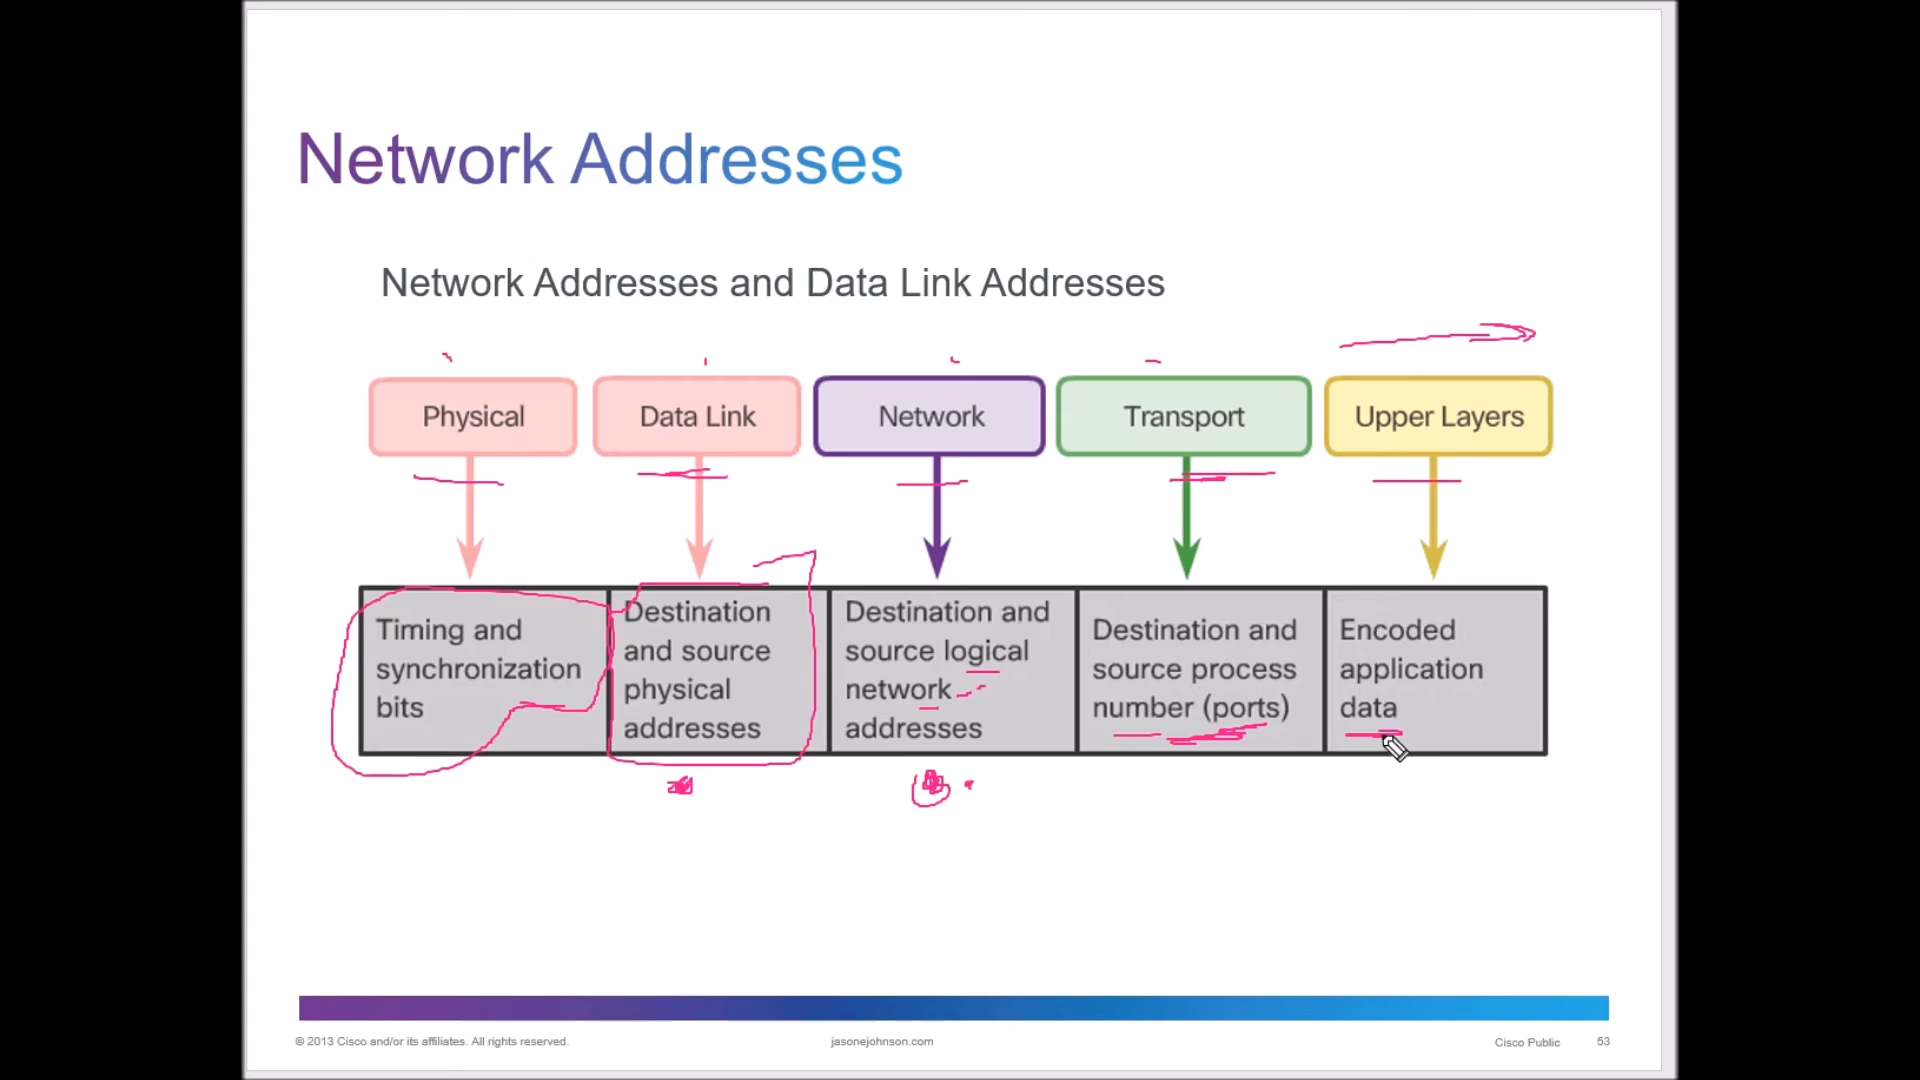 Network Addresses
Network Addresses and Data Link Addresses
Physical
Data Link
Network
Transport
Upper Layers
Timing and
synchronization
bits
Destination
and source
physical
addresses
Destination and
source logical
network
addresses
Destination and
source process
number (ports)
Encoded
application
data
© 2013 Cisco and/or its affiliates. All rights reserved.
jasonejohnson.com
Cisco Public
53